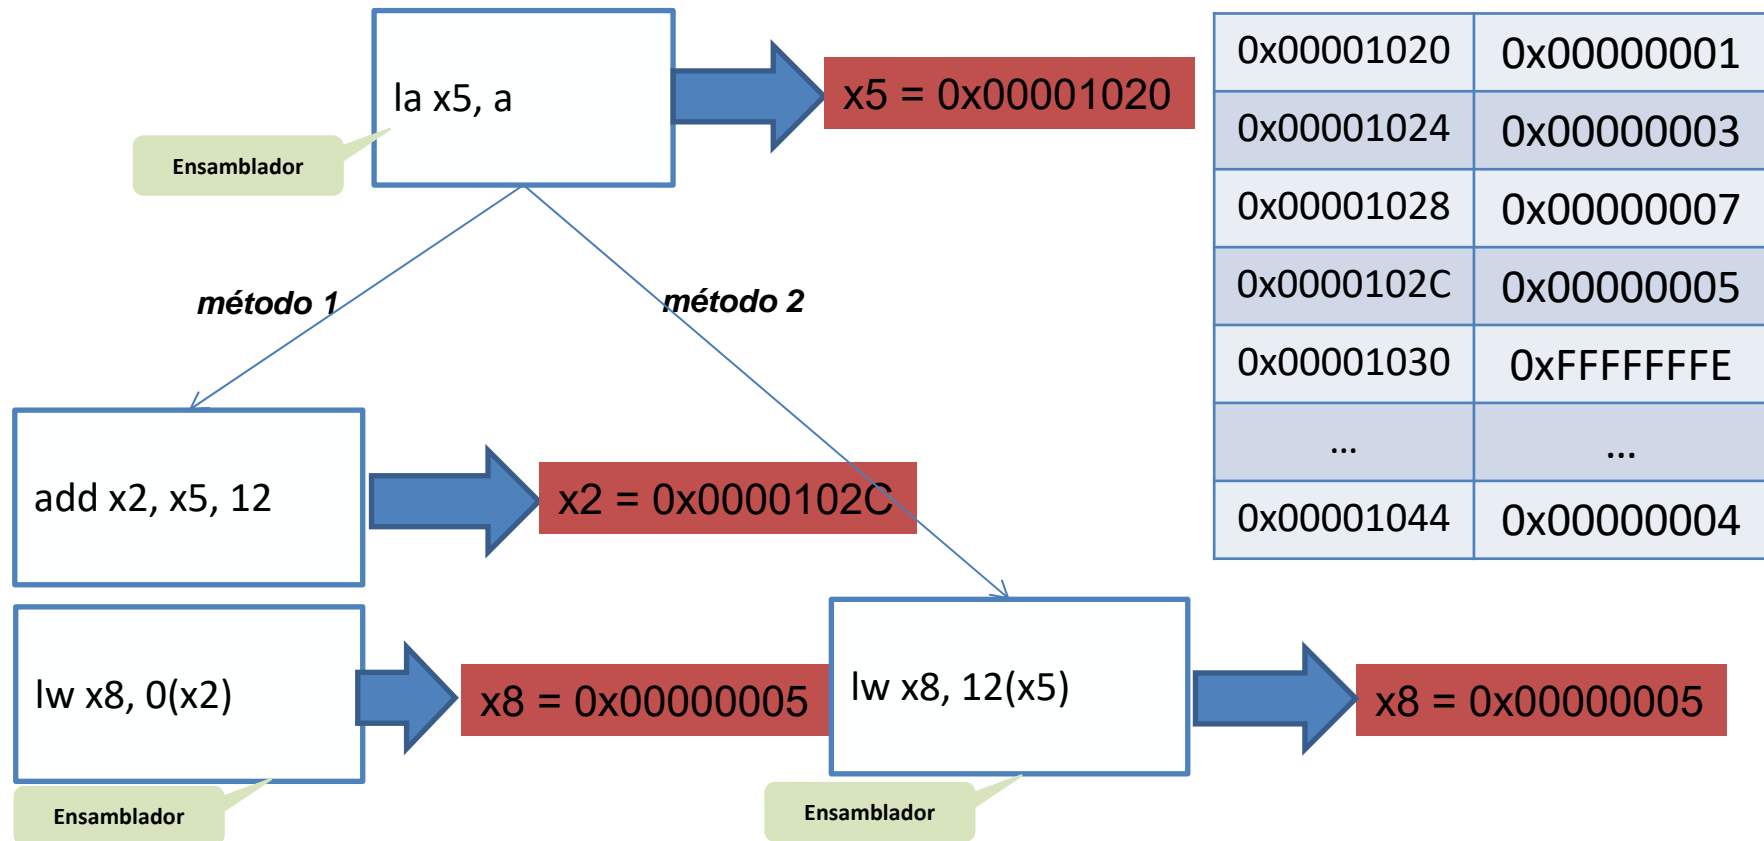 la x5, a
x5 = 0x00001020
Ensamblador
método 1
método 2
add x2, x5, 12
x2 = 0x0000102C
lw x8, 0(x2)
x8 = 0x00000005
Ensamblador
lw x8, 12(x5)
x8 = 0x00000005
Ensamblador
0x00001020 0x00000001
0x00001024 0x00000003
0x00001028 0x00000007
0x0000102C 0x00000005
0x00001030 0xFFFFFFFE
... ...
0x00001044 0x00000004